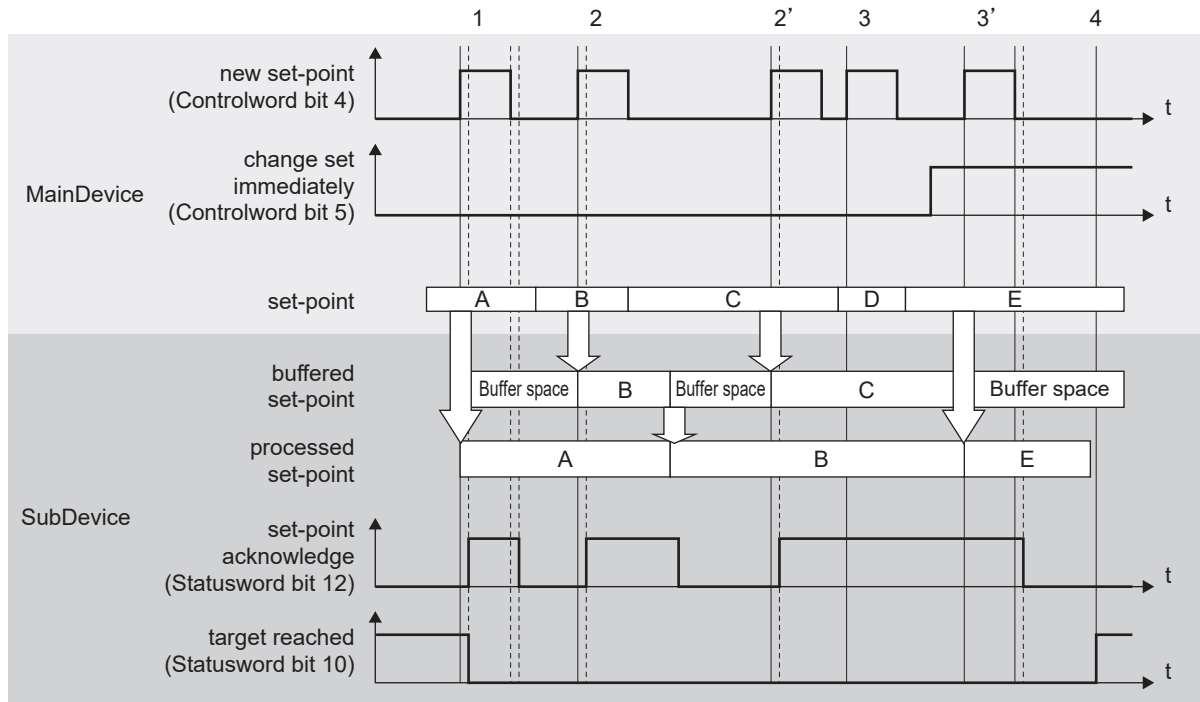 1 2 2’ 3 3’ 4
new set-point
(Controlword bit 4)
t
MainDevice
change set
immediately
(Controlword bit 5)
t
set-point
A B C D E
SubDevice
buffered
set-point
Buffer space B Buffer space C Buffer space
processed
set-point
A B E
set-point
acknowledge
(Statusword bit 12)
t
target reached
(Statusword bit 10)
t